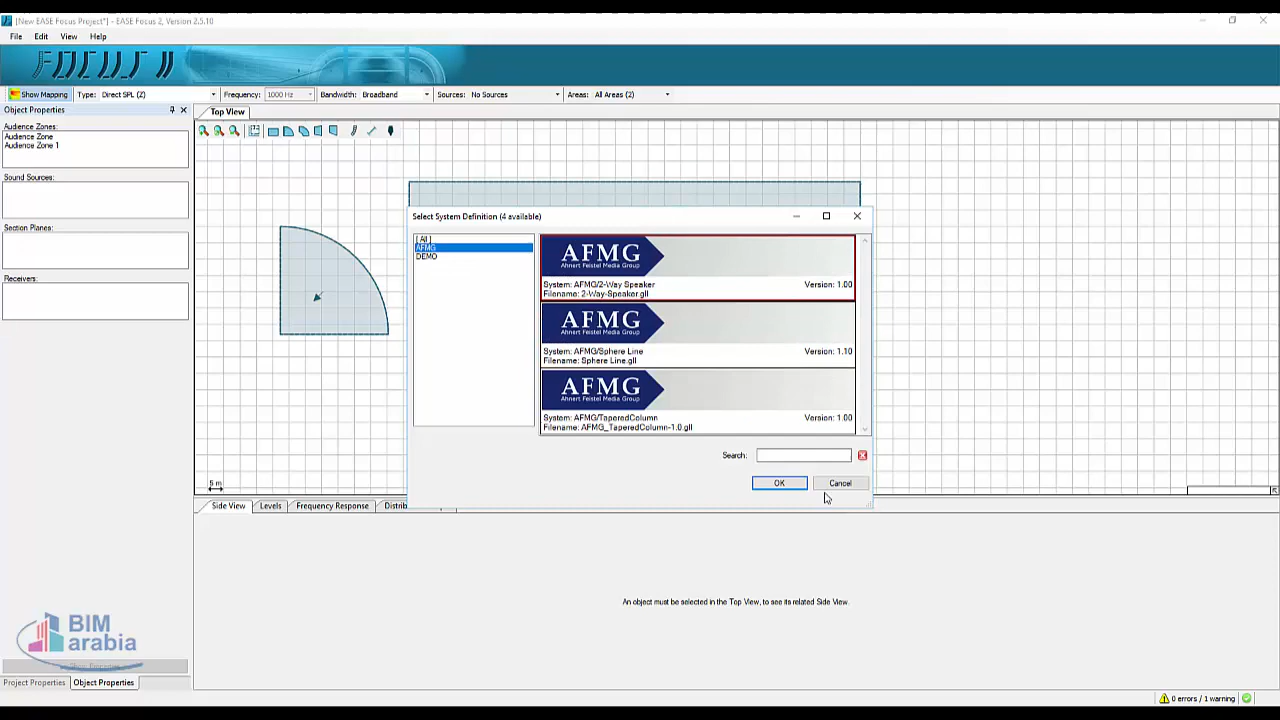 [New EASE Focus Project*] - EASE Focus 2, Version 2.5.10
File Edit View Help
FOCUS II
Show Mapping Type: Direct SPL (Z) Frequency: 1000 Hz Bandwidth: Broadband Sources: No Sources Areas: All Areas (2)
Object Properties
Top View
Audience Zones:
Audience Zone
Audience Zone 1
Sound Sources:
Section Planes:
Receivers:
Select System Definition (4 available)
[ All ]
AFMG
DEMO
AFMG
Ahnert Feistel Media Group
System: AFMG/2-Way Speaker Version: 1.00
Filename: 2-Way-Speaker.gll
AFMG
Ahnert Feistel Media Group
System: AFMG/Sphere Line Version: 1.10
Filename: Sphere Line.gll
AFMG
Ahnert Feistel Media Group
System: AFMG/TaperedColumn Version: 1.00
Filename: AFMG_TaperedColumn-1.0.gll
Search:
OK Cancel
5 m
Side View Levels Frequency Response Distrib
An object must be selected in the Top View, to see its related Side View.
BIM
arabia
Project Properties Object Properties
0 errors / 1 warning